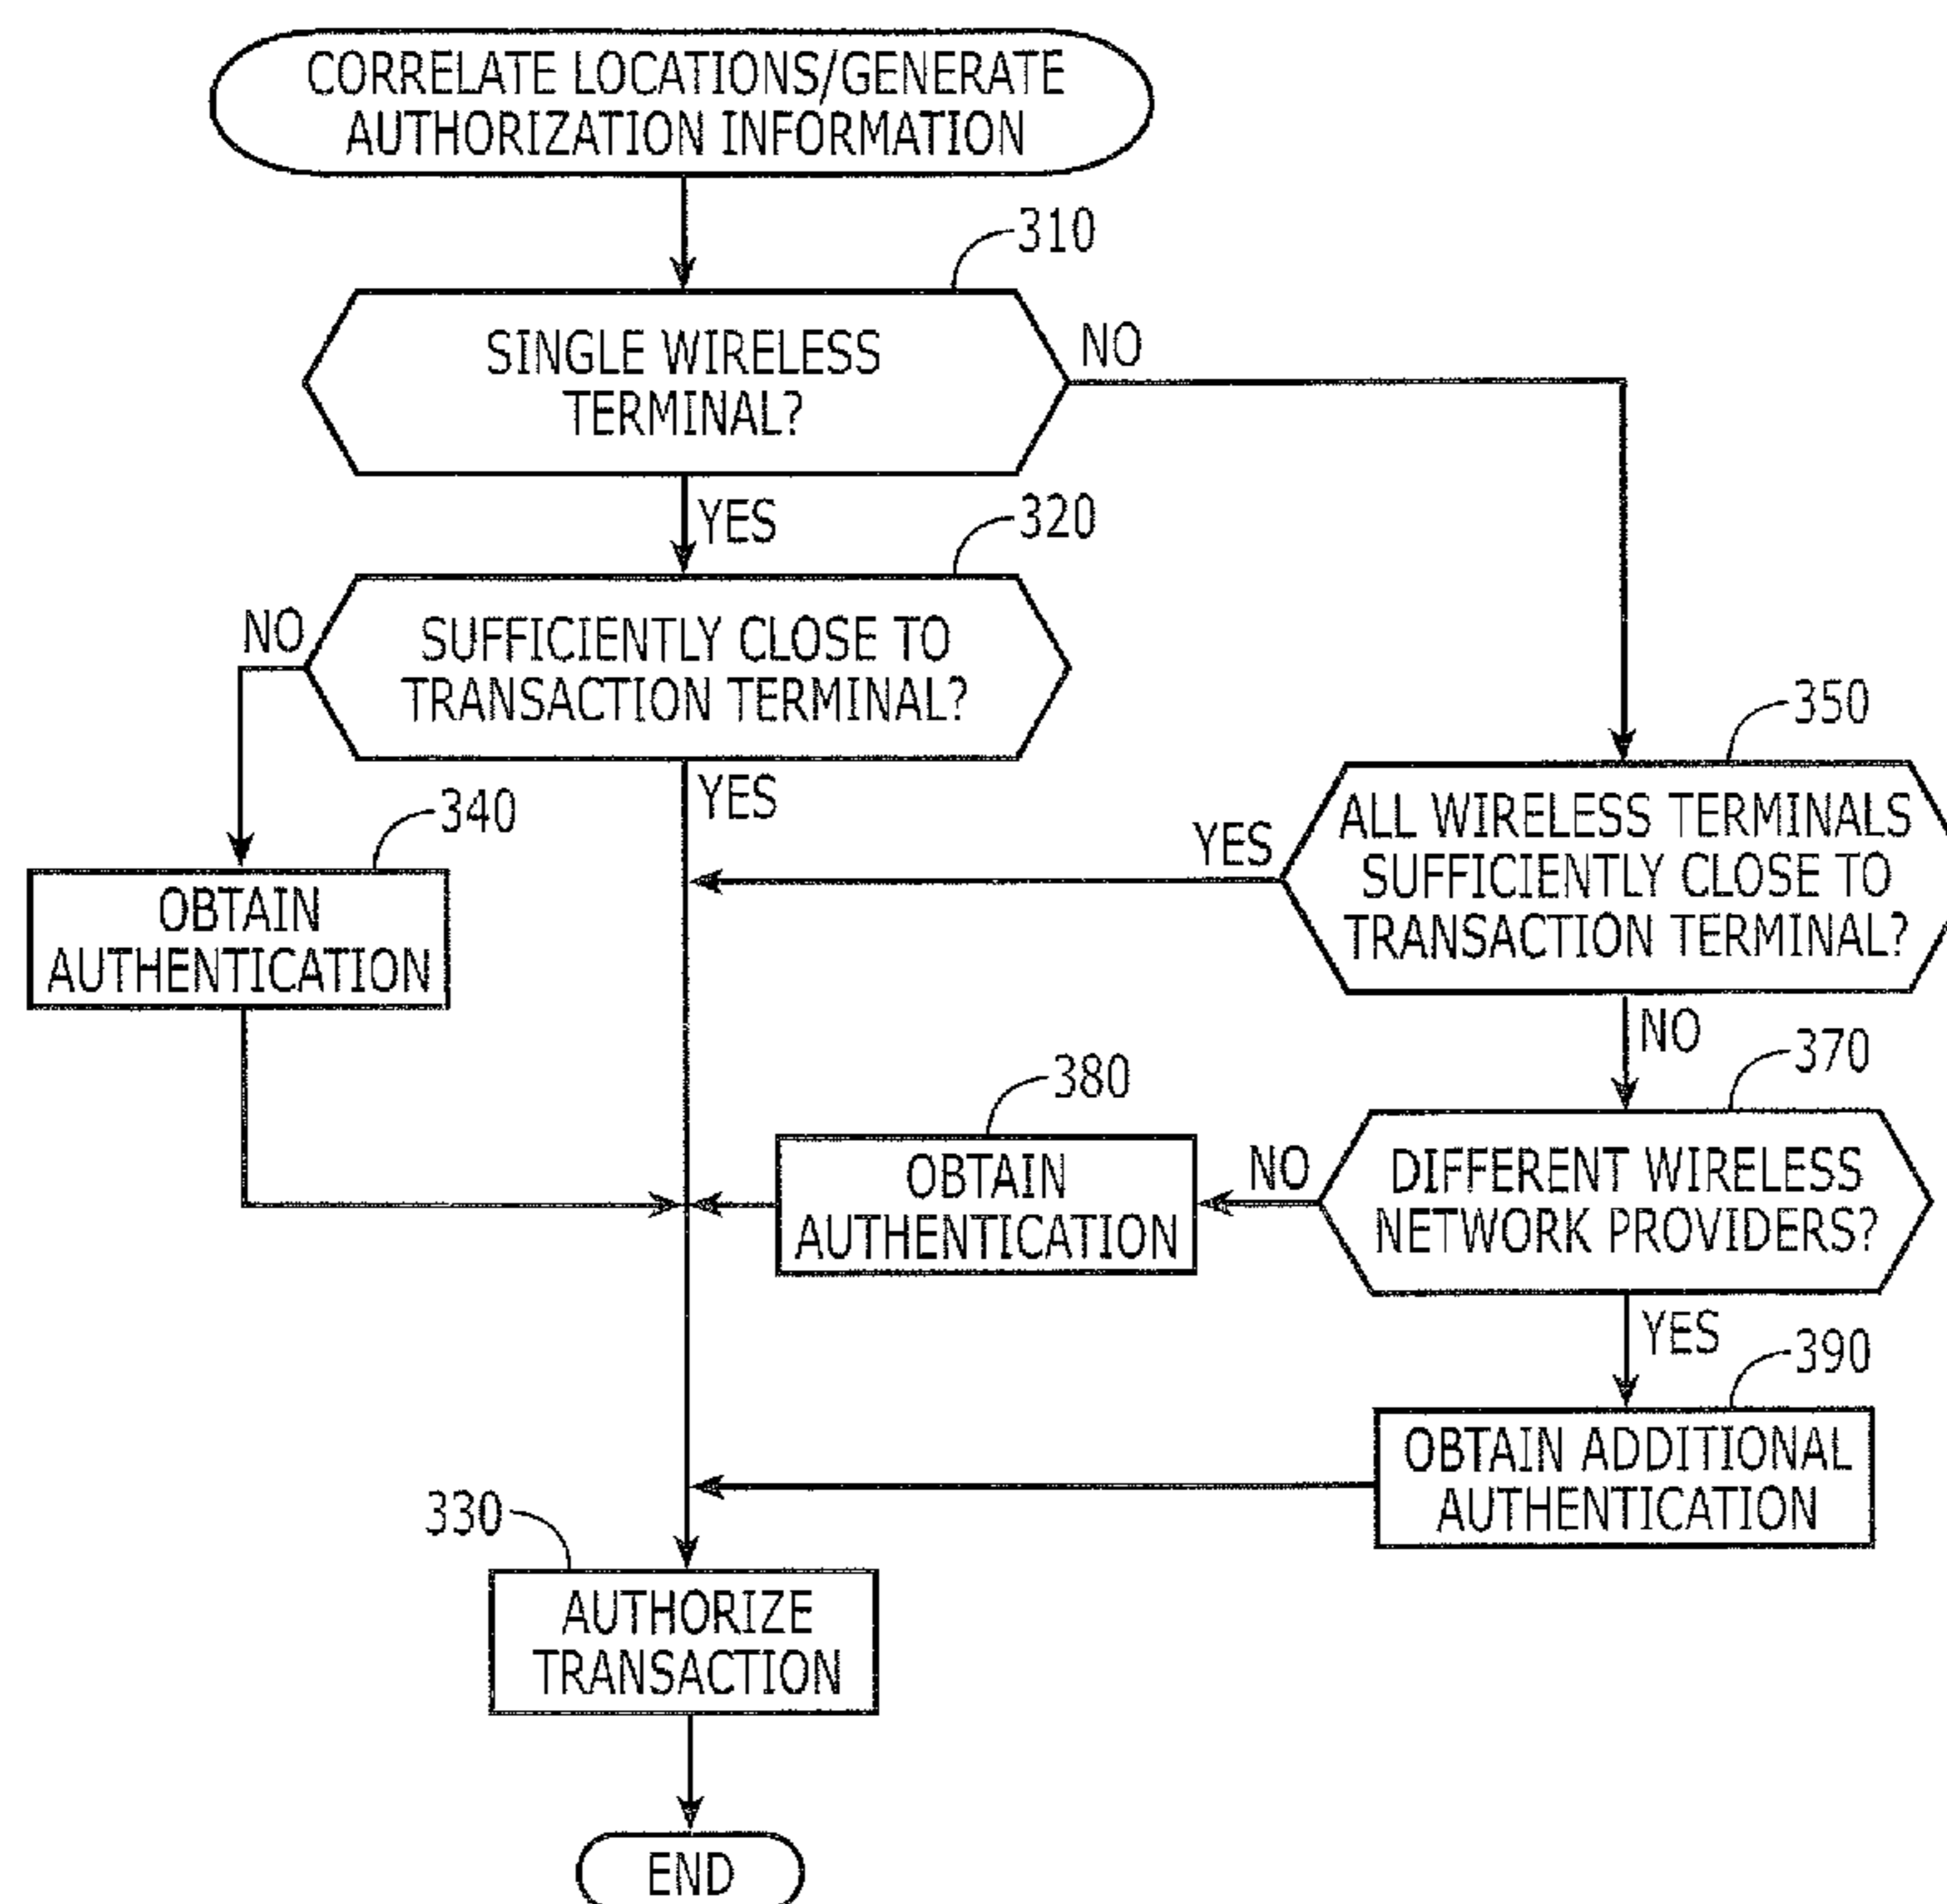 CORRELATE LOCATIONS/GENERATE
AUTHORIZATION INFORMATION
310
SINGLE WIRELESS
TERMINAL?
NO
YES
320
SUFFICIENTLY CLOSE TO
TRANSACTION TERMINAL?
NO
YES
340
OBTAIN
AUTHENTICATION
350
ALL WIRELESS TERMINALS
SUFFICIENTLY CLOSE TO
TRANSACTION TERMINAL?
YES
NO
370
DIFFERENT WIRELESS
NETWORK PROVIDERS?
NO
380
OBTAIN
AUTHENTICATION
YES
390
OBTAIN ADDITIONAL
AUTHENTICATION
330
AUTHORIZE
TRANSACTION
END